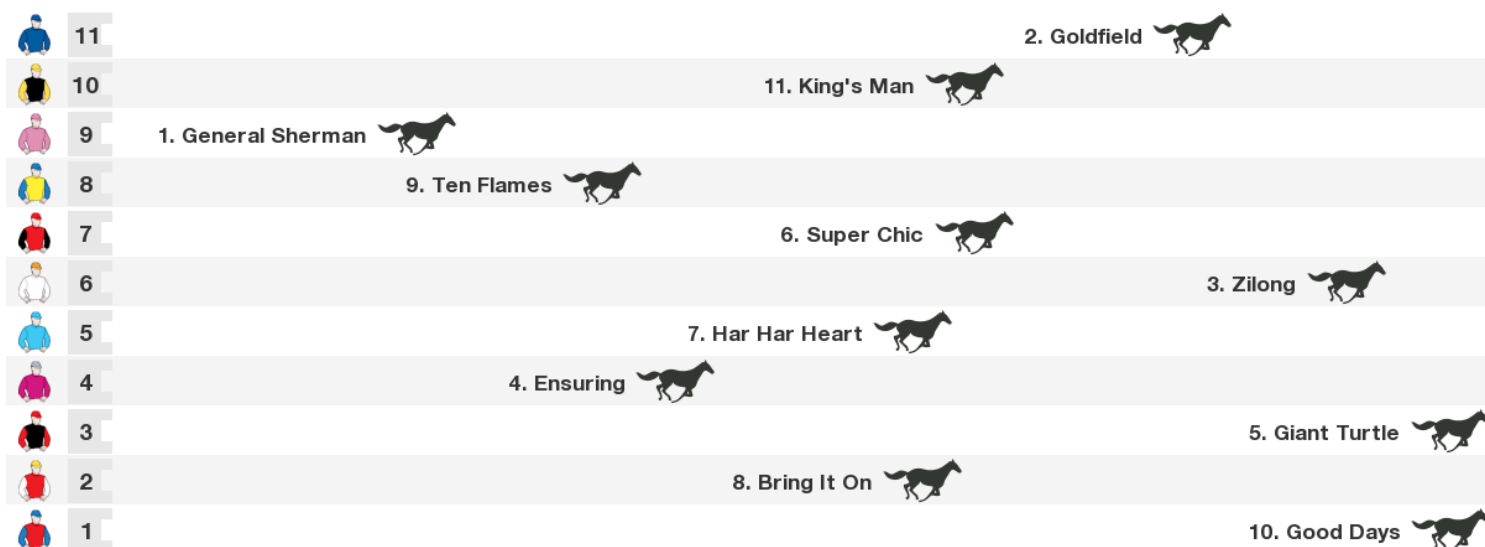 11 2. Goldfield
10 11. King's Man
9 1. General Sherman
8 9. Ten Flames
7 6. Super Chic
6 3. Zilong
5 7. Har Har Heart
4 4. Ensuring
3 5. Giant Turtle
2 8. Bring It On
1 10. Good Days